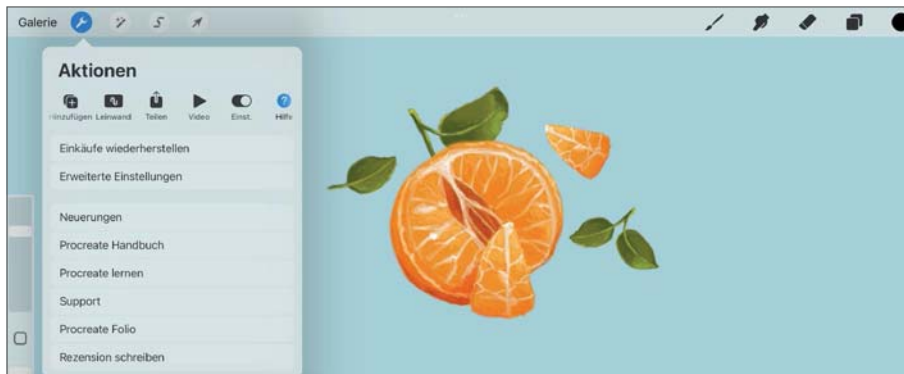 Galerie
Aktionen
Hinzufügen Leinwand Teilen Video Einst. Hilfe
Einkäufe wiederherstellen
Erweiterte Einstellungen
Neuerungen
Procreate Handbuch
Procreate lernen
Support
Procreate Folio
Rezension schreiben